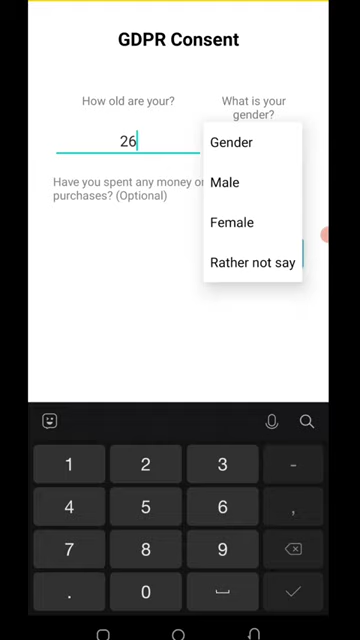 GDPR Consent
How old are your?
What is your
gender?
26
Gender
Male
Female
Rather not say
Have you spent any money or
purchases? (Optional)
1 2 3 -
4 5 6 ,
7 8 9
. 0